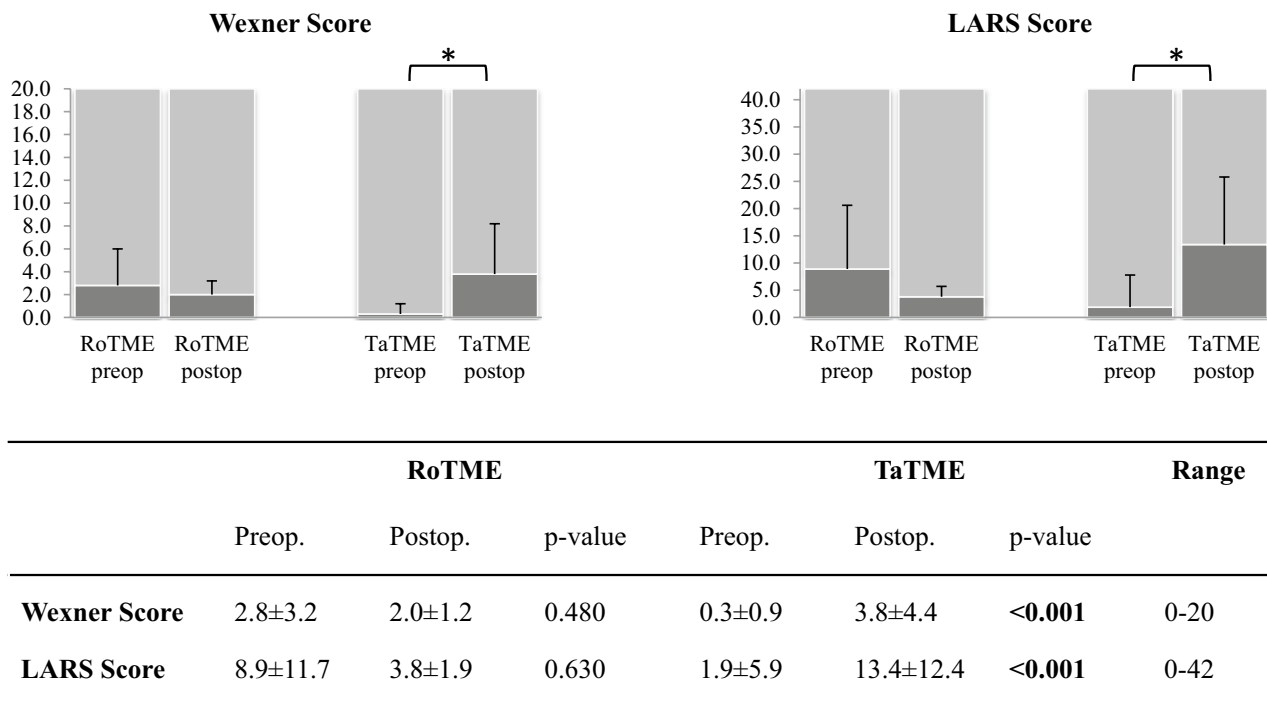 Wexner Score
*
20.0
18.0
16.0
14.0
12.0
10.0
8.0
6.0
4.0
2.0
0.0
RoTME RoTME TaTME TaTME
preop postop preop postop
LARS Score
*
40.0
35.0
30.0
25.0
20.0
15.0
10.0
5.0
0.0
RoTME RoTME TaTME TaTME
preop postop preop postop
RoTME TaTME Range
Preop. Postop. p-value Preop. Postop. p-value
Wexner Score 2.8±3.2 2.0±1.2 0.480 0.3±0.9 3.8±4.4 <0.001 0-20
LARS Score 8.9±11.7 3.8±1.9 0.630 1.9±5.9 13.4±12.4 <0.001 0-42